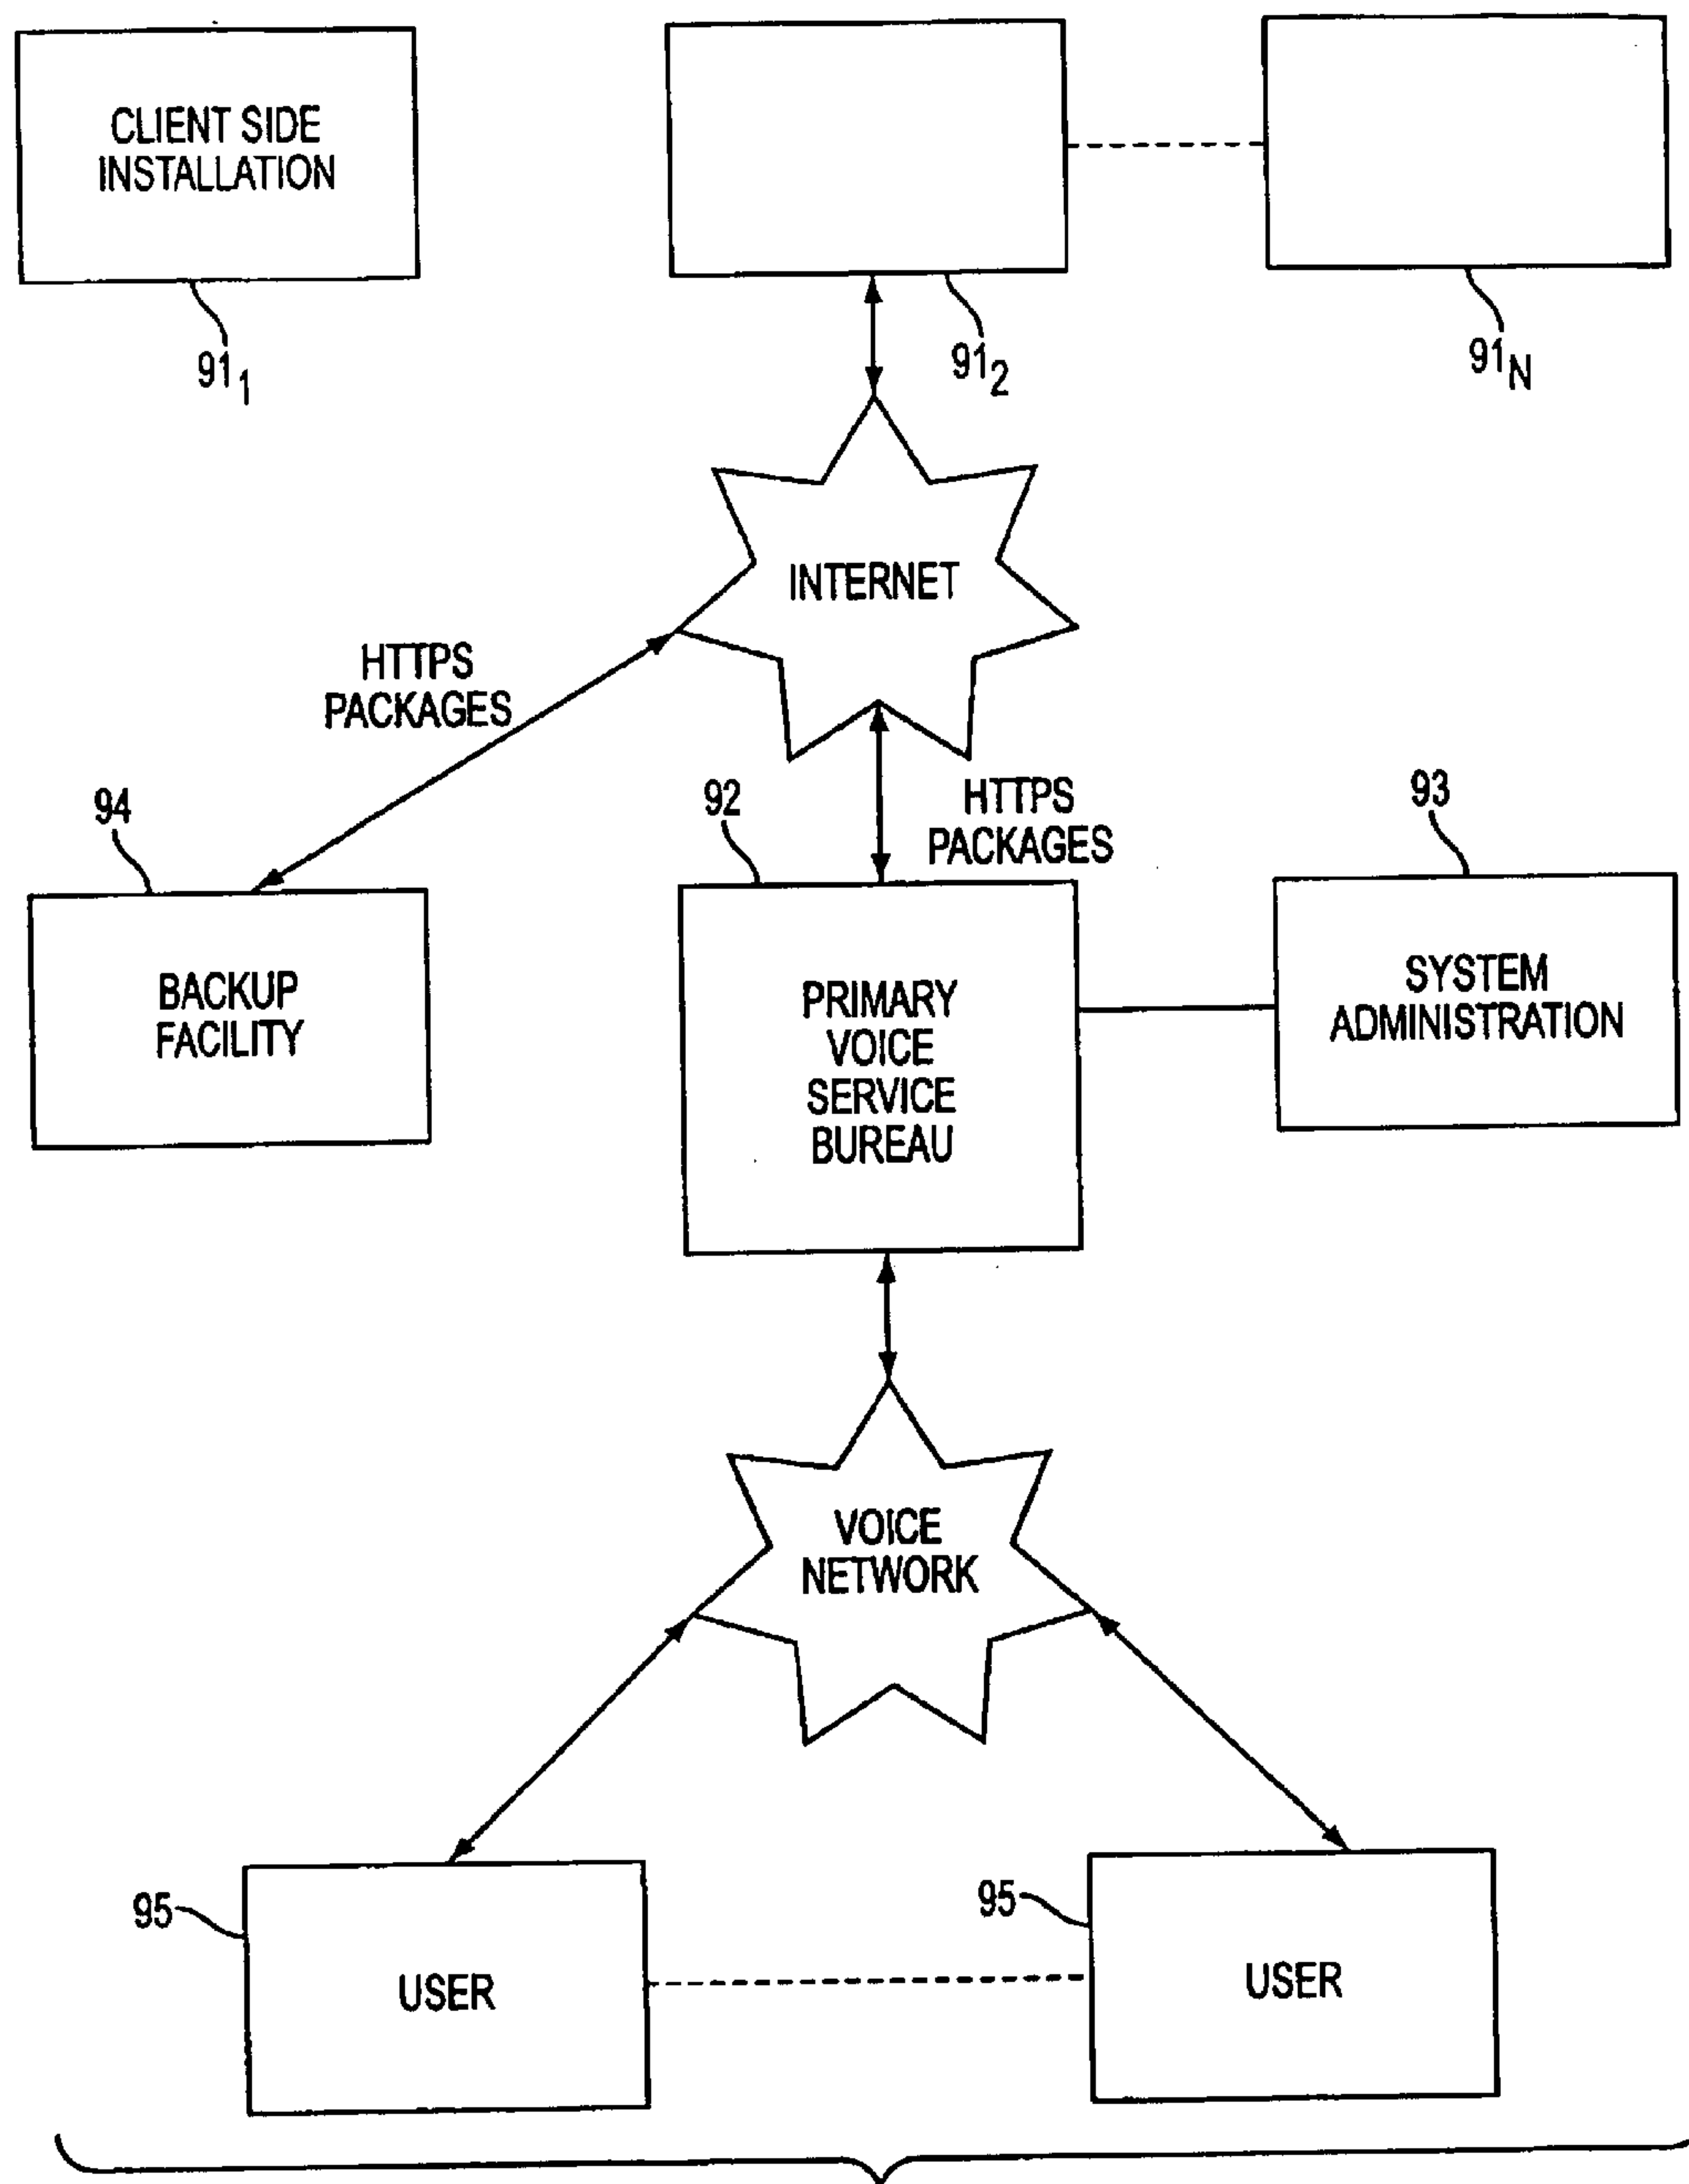 CLIENT SIDE
INSTALLATION
91₁
91₂
91N
INTERNET
HTTPS
PACKAGES
HTTPS
PACKAGES
94
92
93
BACKUP
FACILITY
PRIMARY
VOICE
SERVICE
BUREAU
SYSTEM
ADMINISTRATION
VOICE
NETWORK
95
USER
95
USER